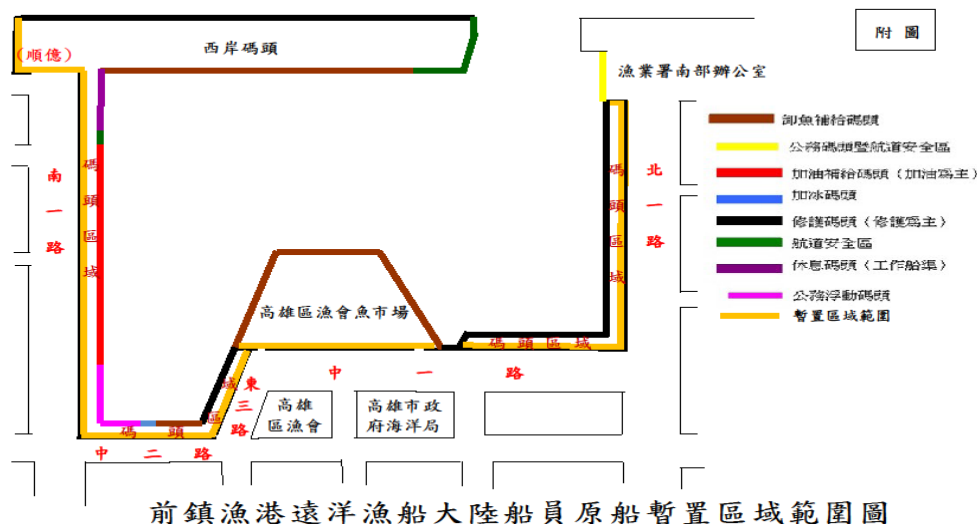 附圖
西岸碼頭
(順億)
漁業署南部辦公室
卸魚補給碼頭
公務碼頭暨航道安全區
加油補給碼頭（加油為主）
加冰碼頭
修護碼頭（修護為主）
航道安全區
休息碼頭（工作船渠）
公務浮動碼頭
暫置區域範圍
南一路
碼頭區域
碼頭區域
北一路
高雄區漁會魚市場
碼頭區域
中一路
東三路
碼頭區域
中二路
高雄
區漁會
高雄市政
府海洋局
前鎮漁港遠洋漁船大陸船員原船暫置區域範圍圖